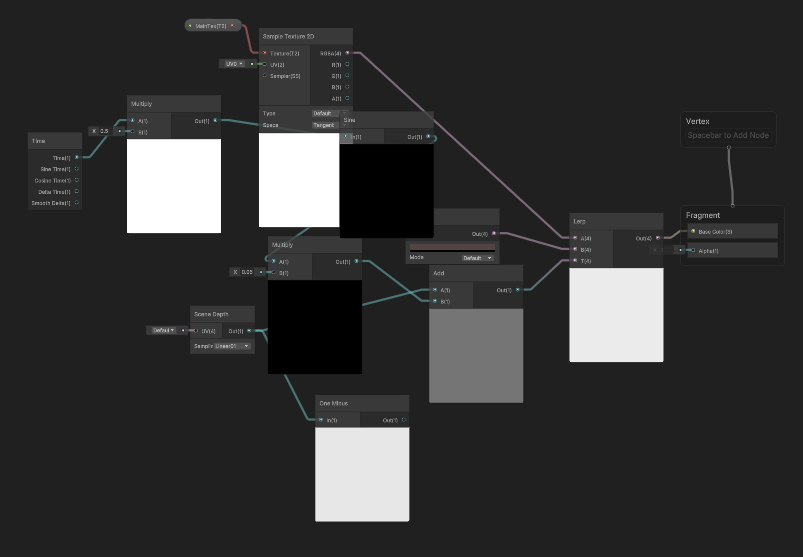 MainTex(T2)
Sample Texture 2D
Texture(T2) RGBA(4)
UV0 UV(2) R(1)
Sampler(SS) B(1)
B(1)
A(1)
Type Default
Space Tangent
Multiply
A(1) Out(1)
X 0.5 B(1)
Time
Time(1)
Sine Time(1)
Cosine Time(1)
Delta Time(1)
Smooth Delta(1)
Sine
Out(1)
Multiply
A(1) Out(1)
X 0.05 B(1)
Out(4)
Mode Default
Add
A(1) Out(1)
B(1)
Scene Depth
Defaul UV(4) Out(1)
Samplin Linear01
One Minus
In(1) Out(1)
Lerp
A(4) Out(4)
B(4)
T(4)
Vertex
Spacebar to Add Node
Fragment
Base Color(3)
Alpha(1)